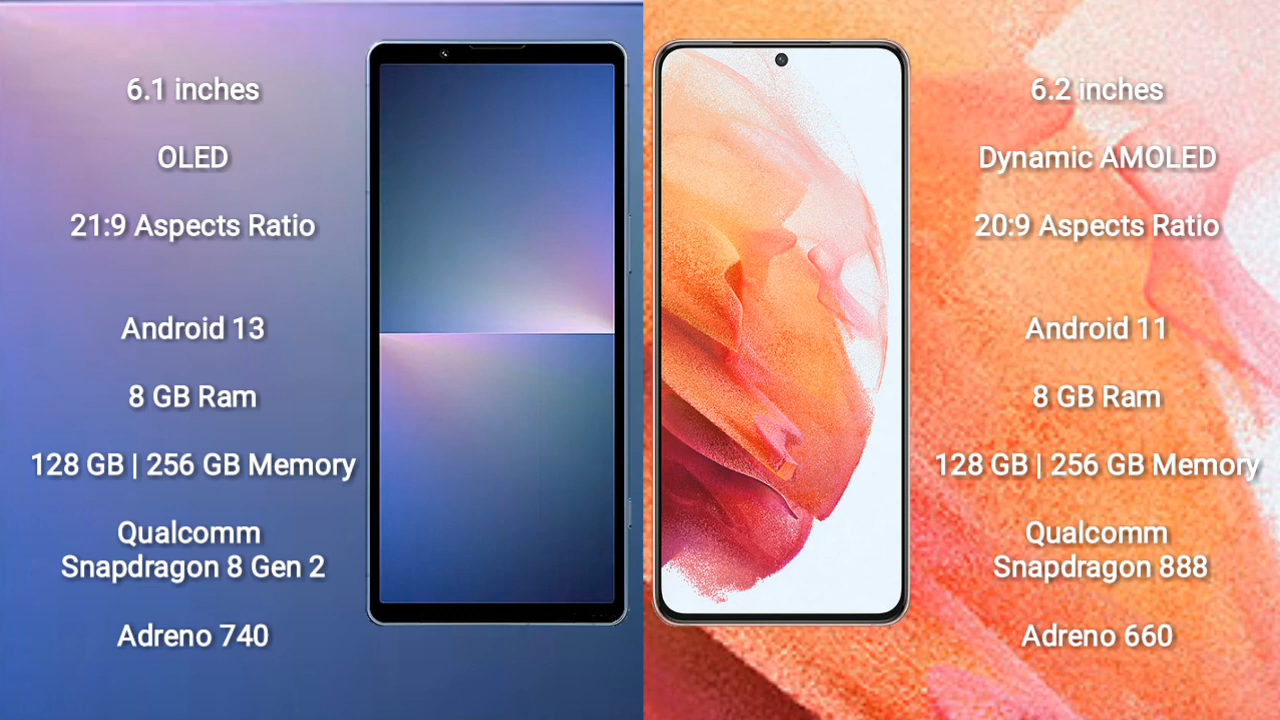 6.1 inches
OLED
21:9 Aspects Ratio
Android 13
8 GB Ram
128 GB | 256 GB Memory
Qualcomm
Snapdragon 8 Gen 2
Adreno 740
6.2 inches
Dynamic AMOLED
20:9 Aspects Ratio
Android 11
8 GB Ram
128 GB | 256 GB Memory
Qualcomm
Snapdragon 888
Adreno 660